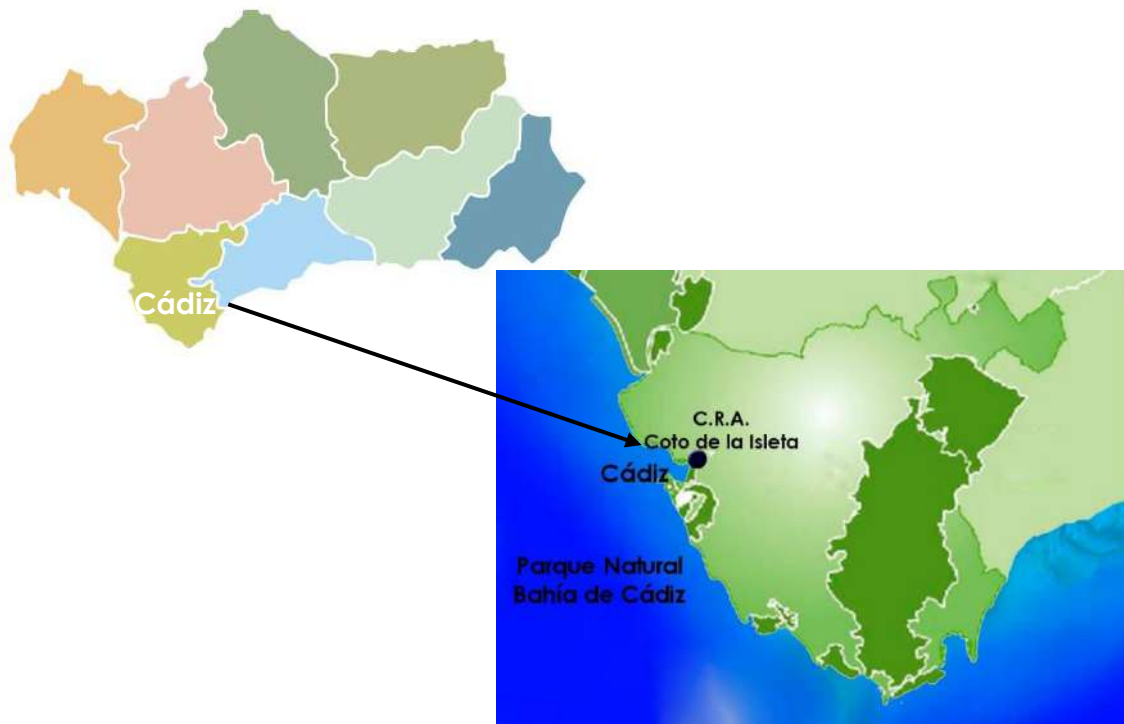 Cádiz
C.R.A.
Coto de la Isleta
Cádiz
Parque Natural
Bahía de Cádiz